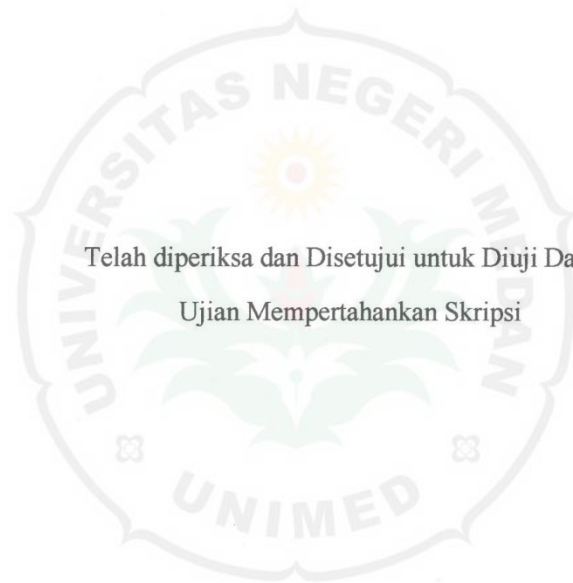 UNIVERSITAS NEGERI MEDAN
Telah diperiksa dan Disetujui untuk Diuji Da
Ujian Mempertahankan Skripsi
UNIMED